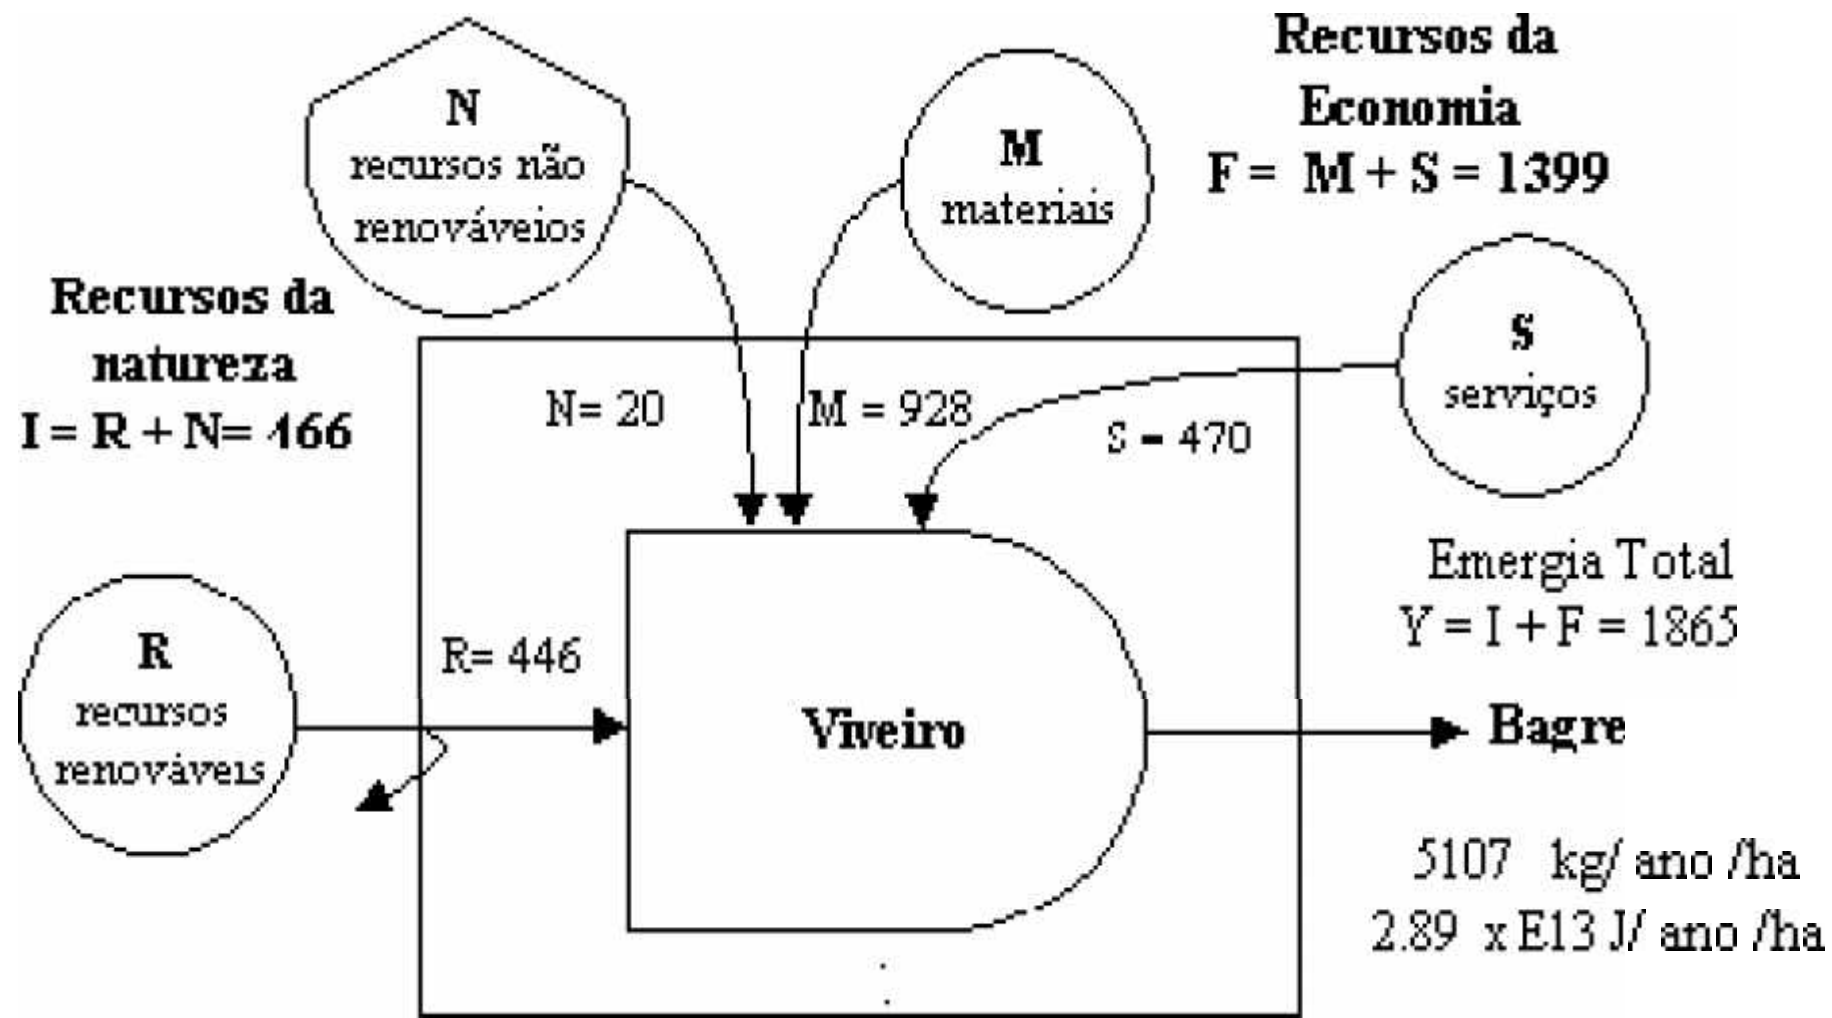 N
recursos não
renováveios
M
materiais
Recursos da
Economia
F = M + S = 1399
Recursos da
natureza
I = R + N= 466
S
serviços
N= 20
M = 928
S = 470
R
recursos
renováveis
R= 446
Viveiro
Emergia Total
Y = I + F = 1865
Bagre
5107 kg/ ano /ha
2.89 x E13 J/ ano /ha